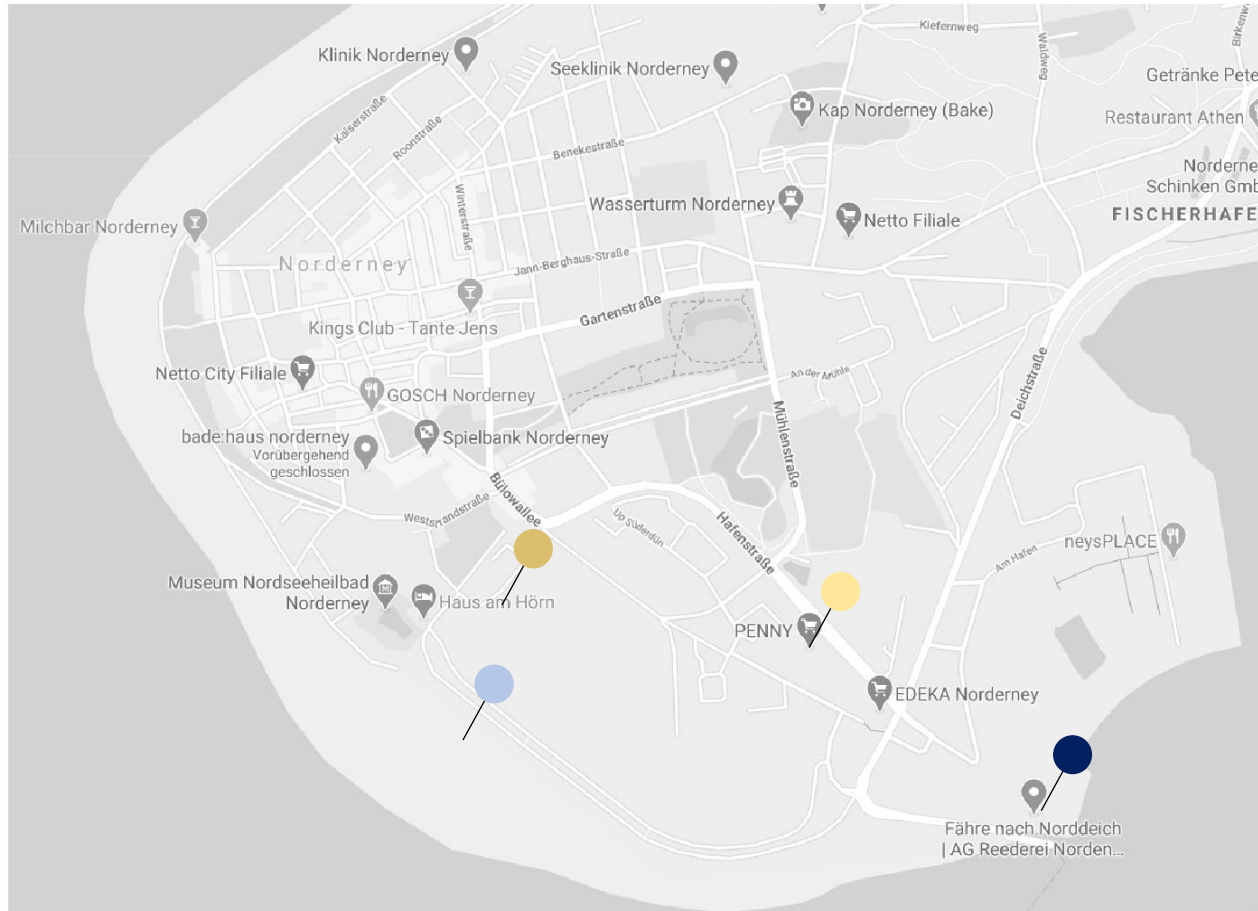 Kiefernweg
Klinik Norderney
Seeklinik Norderney
Waldweg
Birkenw
Getränke Pete
Kap Norderney (Bake)
Restaurant Athen
Kaiserstraße
Roonstraße
Benekestraße
Norderne
Schinken Gmb
Winterstraße
Wasserturm Norderney
Netto Filiale
FISCHERHAFE
Milchbar Norderney
Norderney
Jann-Berghaus-Straße
Gartenstraße
Kings Club - Tante Jens
Netto City Filiale
An der Mühle
Deichstraße
GOSCH Norderney
Mühlenstraße
bade:haus norderney
Vorübergehend
geschlossen
Spielbank Norderney
Bülowallee
Weststrandstraße
Up Süderdün
Hafenstraße
neysPLACE
Am Hafen
Museum Nordseeheilbad
Norderney
Haus am Hörn
PENNY
EDEKA Norderney
Fähre nach Norddeich
| AG Reederei Norden...